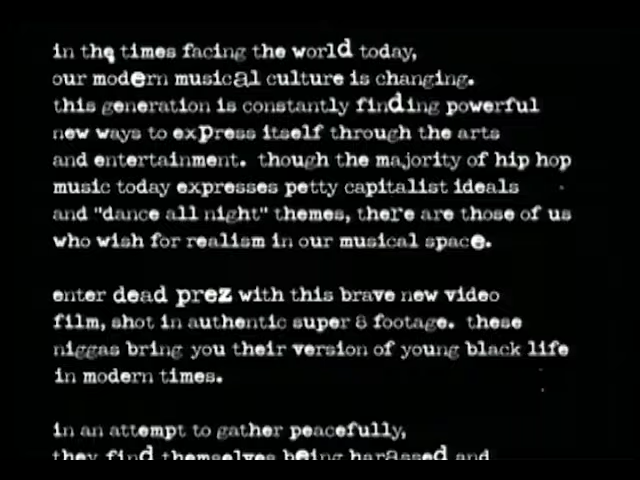 in the times facing the world today,
our modern musical culture is changing.
this generation is constantly finding powerful
new ways to express itself through the arts
and entertainment. though the majority of hip hop
music today expresses petty capitalist ideals
and "dance all night" themes, there are those of us
who wish for realism in our musical space.
enter dead prez with this brave new video
film, shot in authentic super 8 footage. these
niggas bring you their version of young black life
in modern times.
in an attempt to gather peacefully,
they find themselves being harassed and